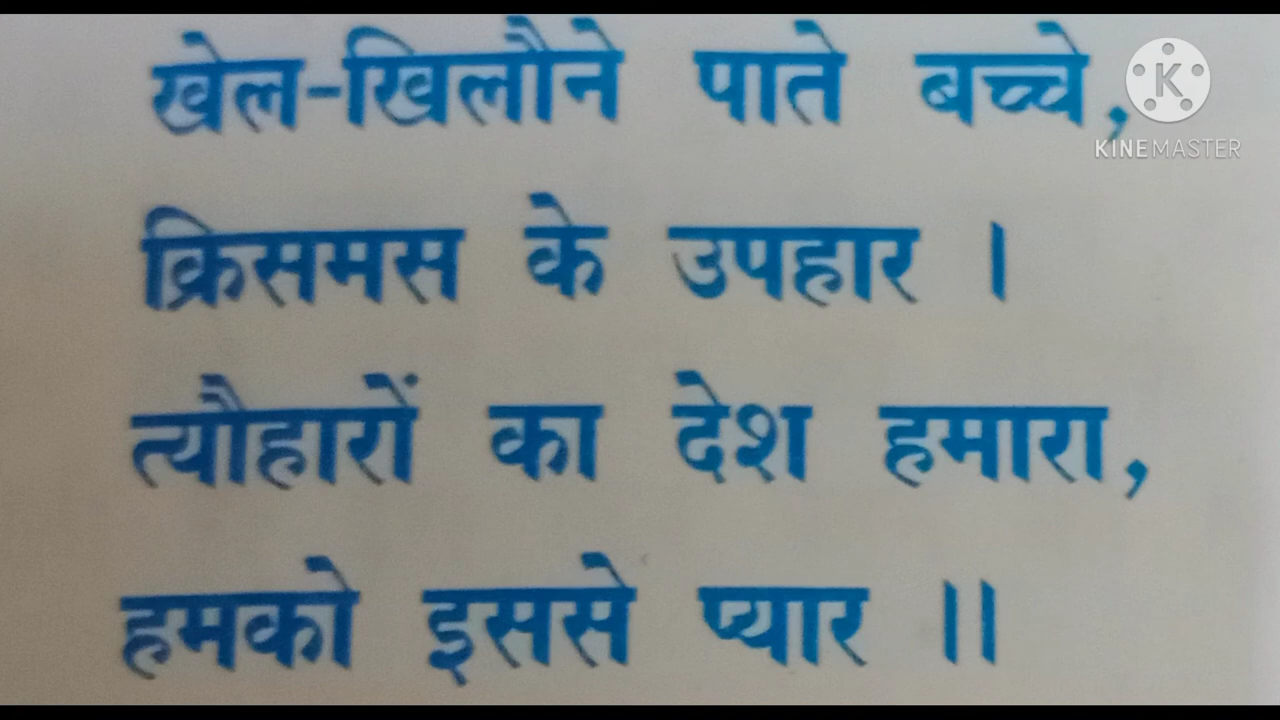 खेल-खिलौने पाते बच्चे,
KINEMASTER
क्रिसमस के उपहार ।
त्यौहारों का देश हमारा,
हमको इससे प्यार ।।